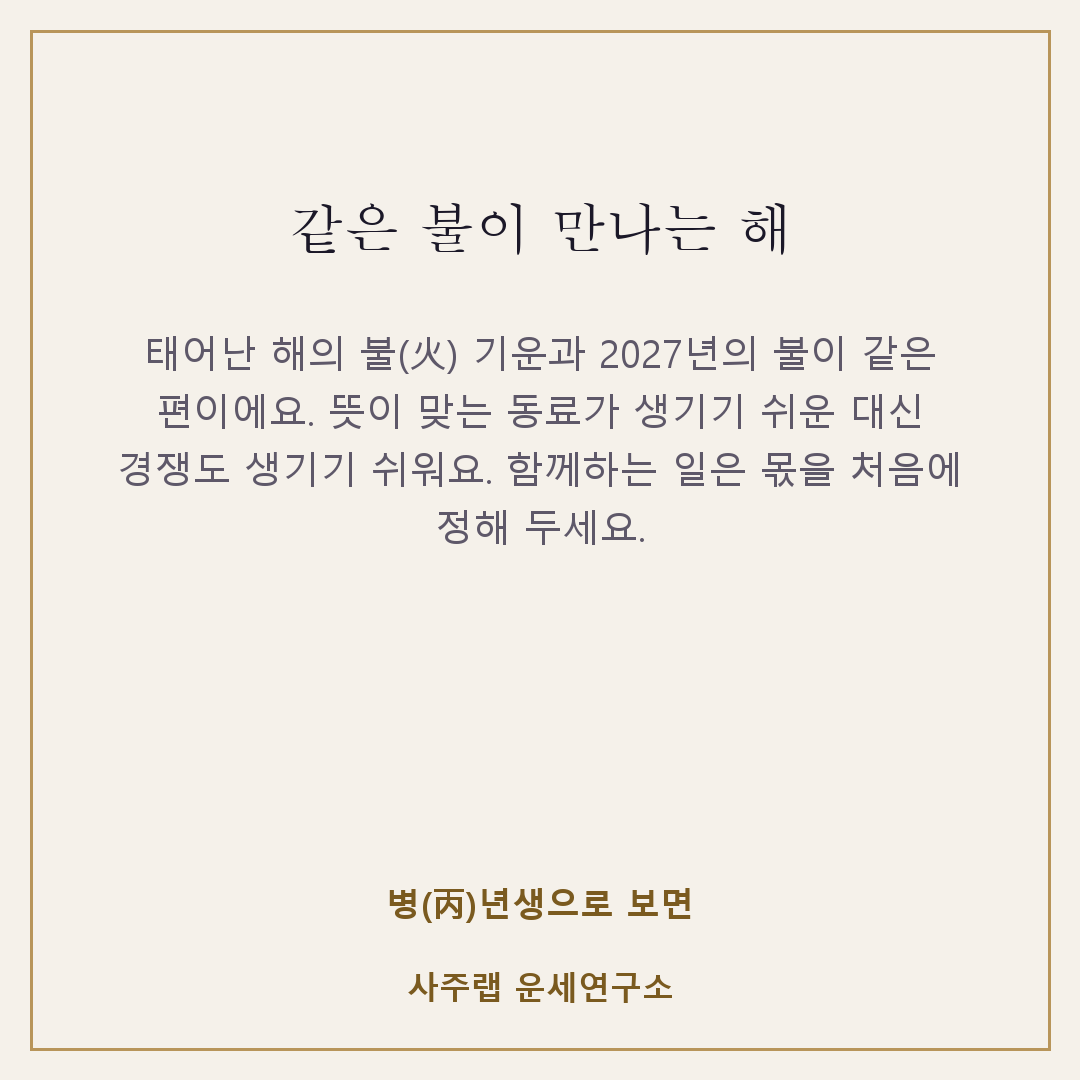 같은 불이 만나는 해
태어난 해의 불(火) 기운과 2027년의 불이 같은
편이에요. 뜻이 맞는 동료가 생기기 쉬운 대신
경쟁도 생기기 쉬워요. 함께하는 일은 몫을 처음에
정해 두세요.
병(丙)년생으로 보면
사주랩 운세연구소